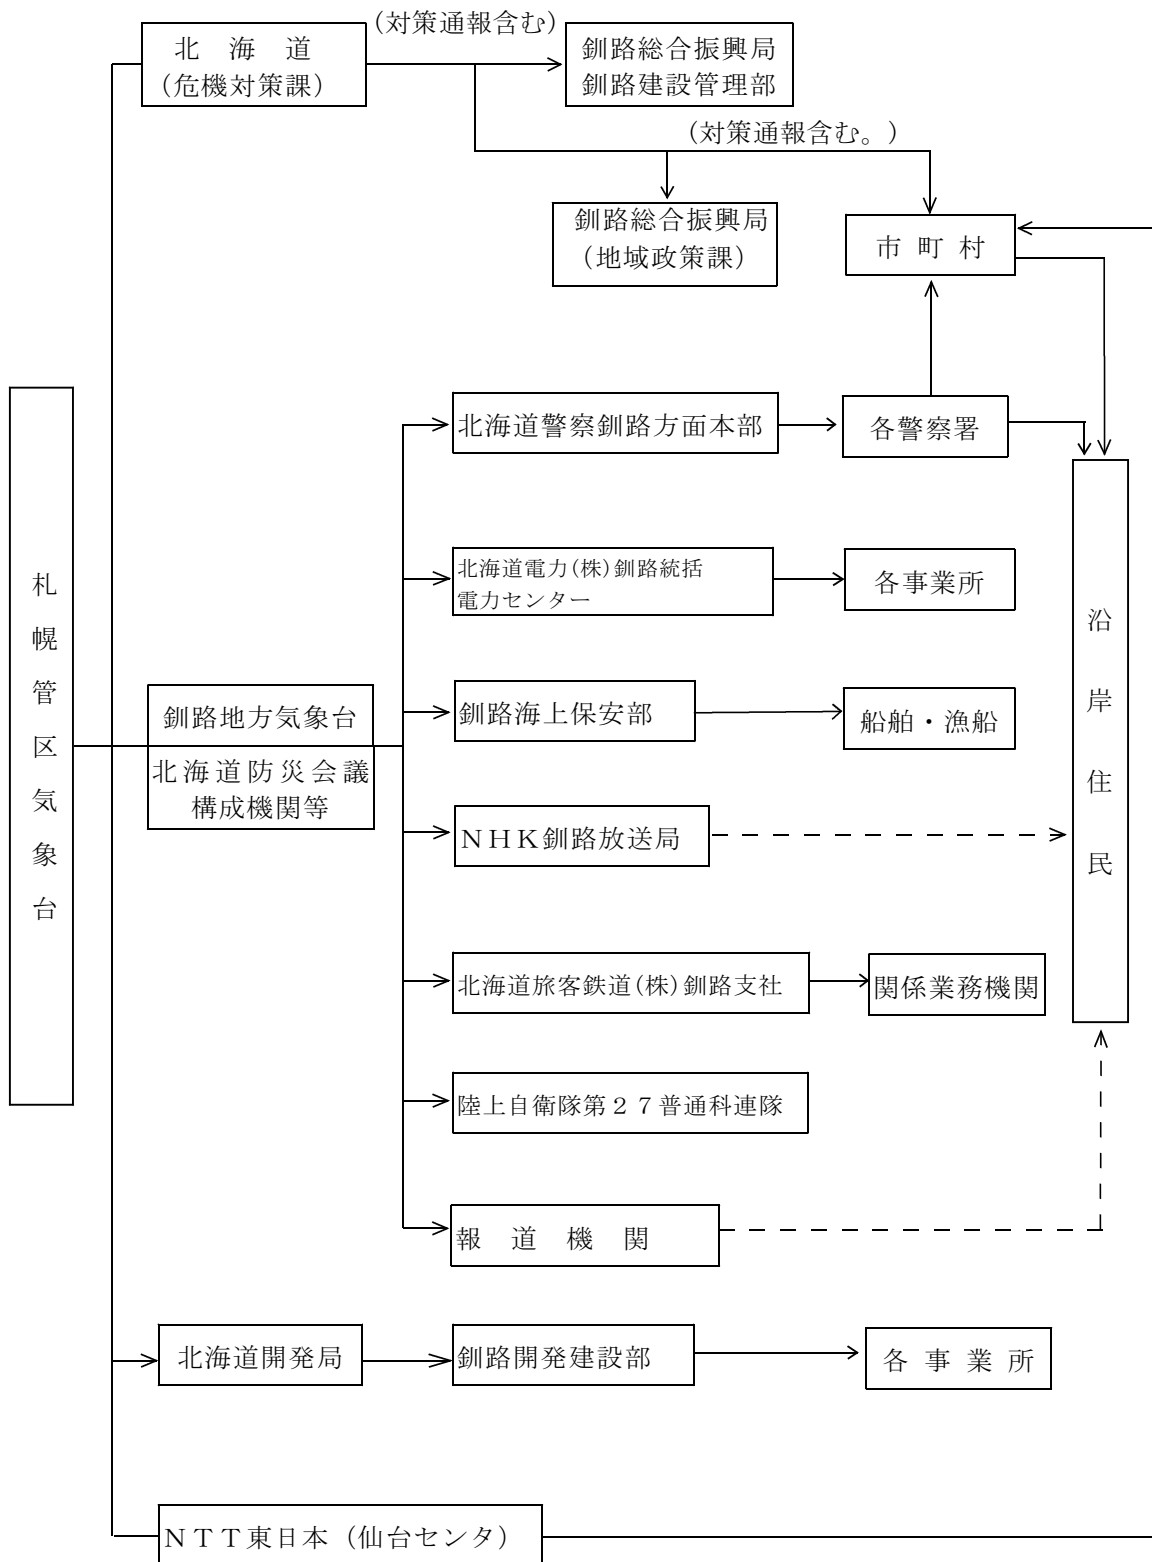 (対策通報含む)
北　海　道
(危機対策課)
釧路総合振興局
釧路建設管理部
(対策通報含む。)
釧路総合振興局
(地域政策課)
市 町 村
北海道警察釧路方面本部
各警察署
北海道電力(株)釧路統括
電力センター
各事業所
札幌管区気象台
沿岸住民
釧路地方気象台
北海道防災会議
構成機関等
釧路海上保安部
船舶・漁船
ＮＨＫ釧路放送局
北海道旅客鉄道(株)釧路支社
関係業務機関
陸上自衛隊第２７普通科連隊
報　道　機　関
北海道開発局
釧路開発建設部
各 事 業 所
ＮＴＴ東日本（仙台センタ）